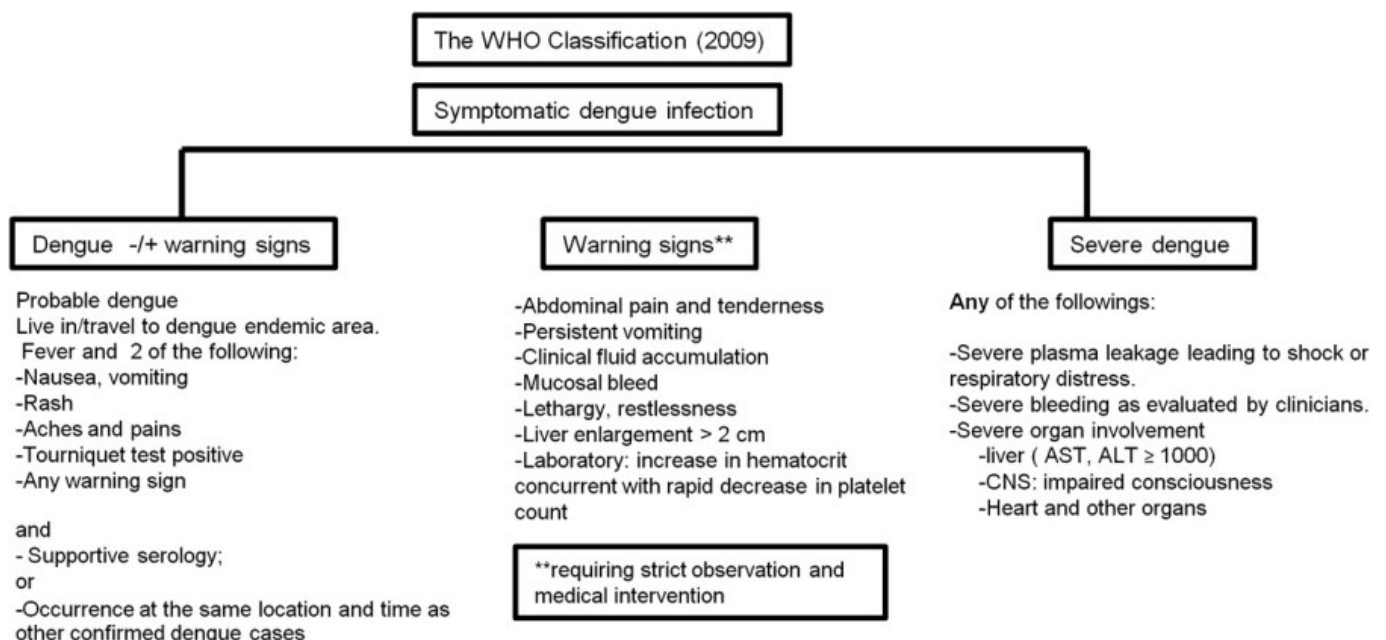 The WHO Classification (2009)
Symptomatic dengue infection
Dengue -/+ warning signs
Probable dengue
Live in/travel to dengue endemic area.
Fever and 2 of the following:
-Nausea, vomiting
-Rash
-Aches and pains
-Tourniquet test positive
-Any warning sign
and
- Supportive serology;
or
-Occurrence at the same location and time as
other confirmed dengue cases
Warning signs**
-Abdominal pain and tenderness
-Persistent vomiting
-Clinical fluid accumulation
-Mucosal bleed
-Lethargy, restlessness
-Liver enlargement > 2 cm
-Laboratory: increase in hematocrit
concurrent with rapid decrease in platelet
count
**requiring strict observation and
medical intervention
Severe dengue
Any of the followings:
-Severe plasma leakage leading to shock or
respiratory distress.
-Severe bleeding as evaluated by clinicians.
-Severe organ involvement
-liver ( AST, ALT ≥ 1000)
-CNS: impaired consciousness
-Heart and other organs